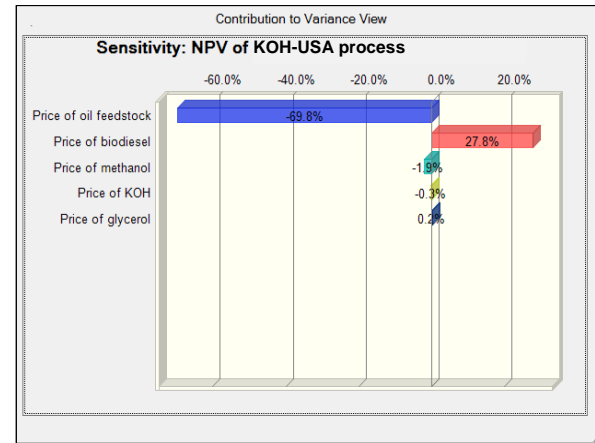 Contribution to Variance View
Sensitivity: NPV of KOH-USA process
-60.0% -40.0% -20.0% 0.0% 20.0%
Price of oil feedstock -69.8%
Price of biodiesel 27.8%
Price of methanol -1.9%
Price of KOH -0.3%
Price of glycerol 0.2%